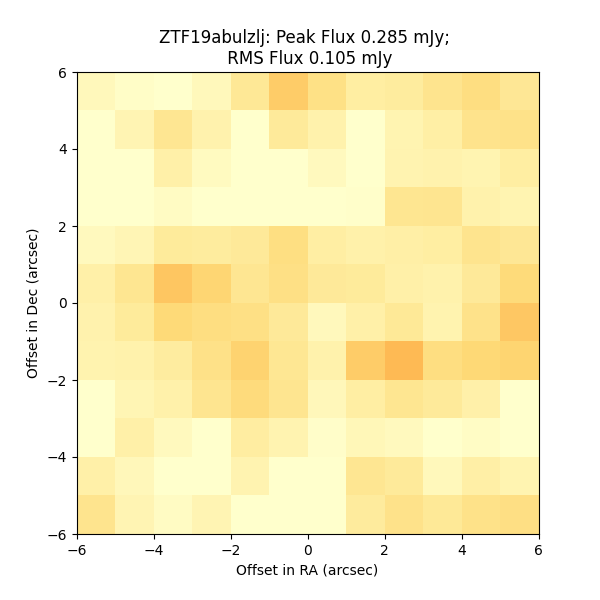 ZTF19abulzlj: Peak Flux 0.285 mJy;
RMS Flux 0.105 mJy
6
4
2
0
−2
−4
−6
Offset in Dec (arcsec)
−6 −4 −2 0 2 4 6
Offset in RA (arcsec)